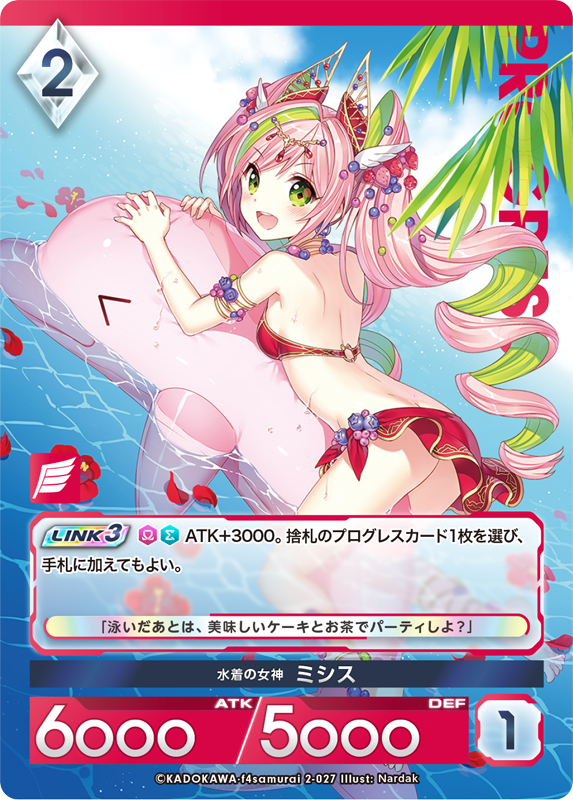 2
LINK3 Ω Σ ATK+3000。捨札のプログレスカード1枚を選び、
手札に加えてもよい。
「泳いだあとは、美味しいケーキとお茶でパーティしよ?」
水着の女神 ミシス
ATK DEF
6000/5000 1
©KADOKAWA・f4samurai 2-027 Illust: Nardak